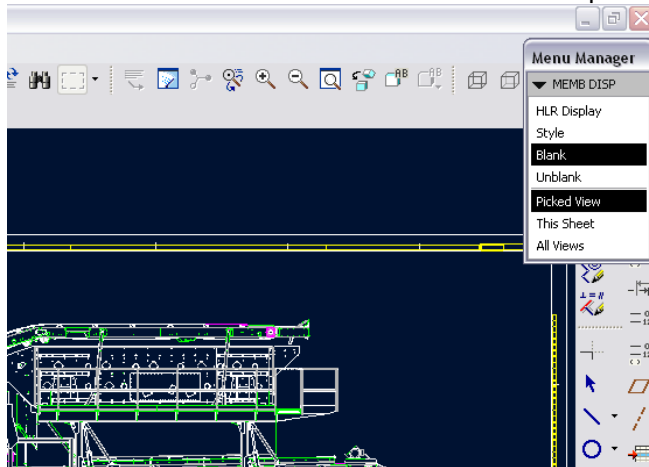 Menu Manager
MEMB DISP
HLR Display
Style
Blank
Unblank
Picked View
This Sheet
All Views